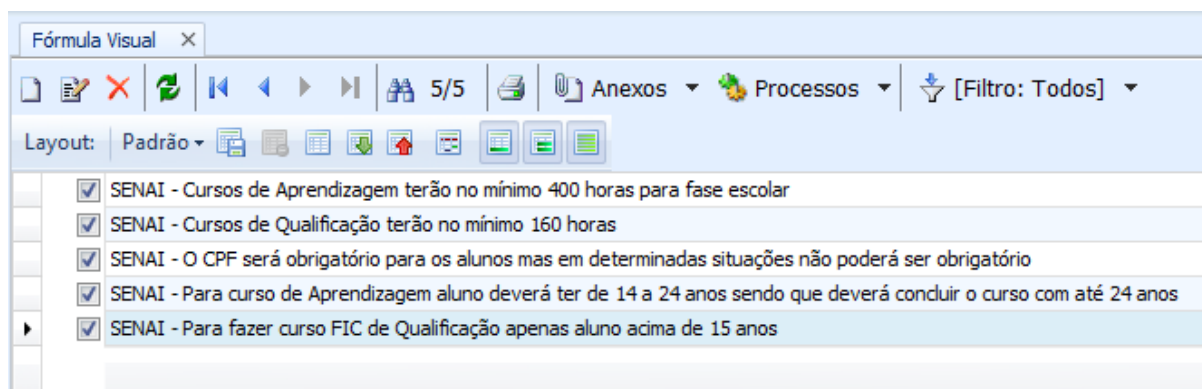 Fórmula Visual
5/5 Anexos Processos [Filtro: Todos]
Layout: Padrão
SENAI - Cursos de Aprendizagem terão no mínimo 400 horas para fase escolar
SENAI - Cursos de Qualificação terão no mínimo 160 horas
SENAI - O CPF será obrigatório para os alunos mas em determinadas situações não poderá ser obrigatório
SENAI - Para curso de Aprendizagem aluno deverá ter de 14 a 24 anos sendo que deverá concluir o curso com até 24 anos
SENAI - Para fazer curso FIC de Qualificação apenas aluno acima de 15 anos